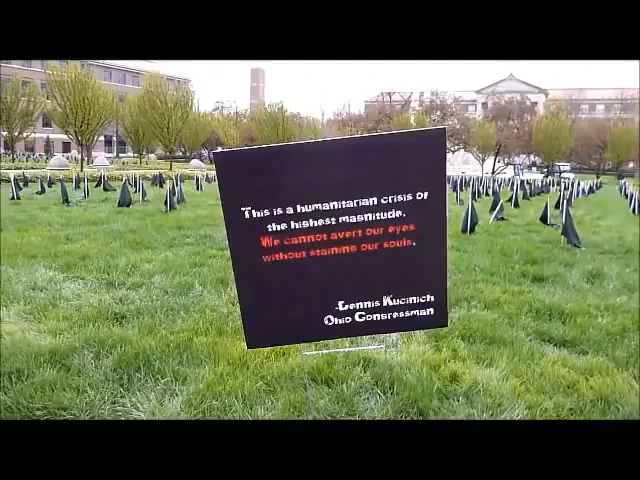 "This is a humanitarian crisis of
the highest magnitude.
We cannot avert our eyes
without staining our souls.
-Dennis Kucinich
Ohio Congressman